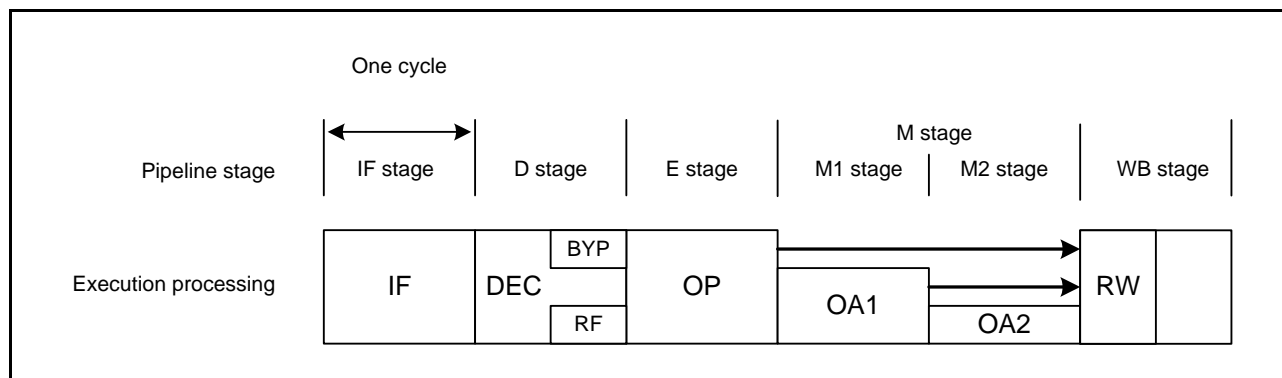 One cycle
M stage
Pipeline stage IF stage D stage E stage M1 stage M2 stage WB stage
BYP
Execution processing IF DEC OP RW
OA1
RF OA2